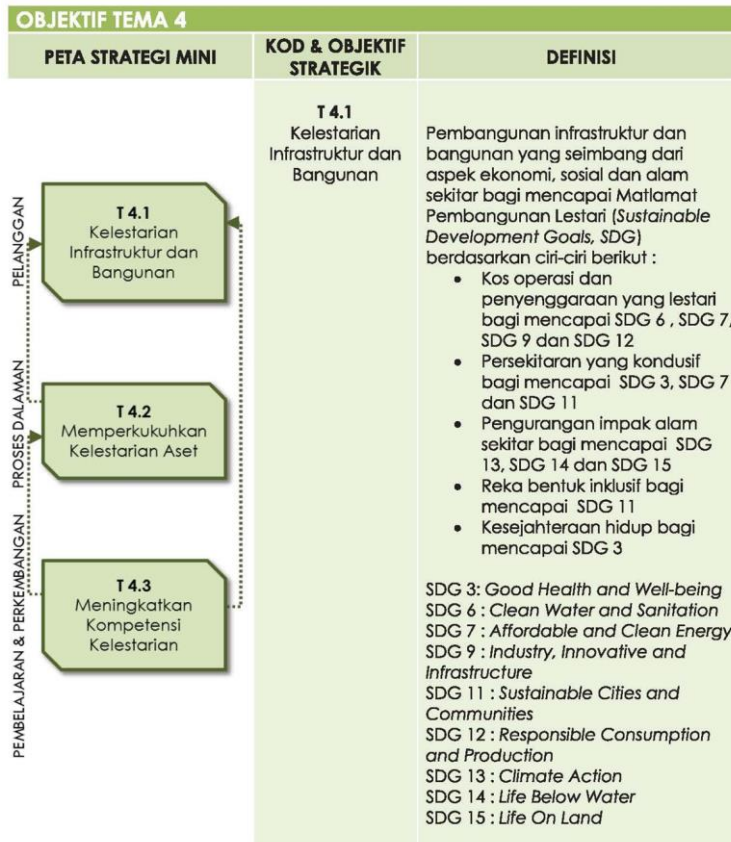 OBJEKTIF TEMA 4
PETA STRATEGI MINI
KOD & OBJEKTIF
STRATEGIK
DEFINISI
PELANGGAN
T 4.1
Kelestarian
Infrastruktur dan
Bangunan
PROSES DALAMAN
T 4.2
Memperkukuhkan
Kelestarian Aset
PEMBELAJARAN & PERKEMBANGAN
T 4.3
Meningkatkan
Kompetensi
Kelestarian
T 4.1
Kelestarian
Infrastruktur dan
Bangunan
Pembangunan infrastruktur dan
bangunan yang seimbang dari
aspek ekonomi, sosial dan alam
sekitar bagi mencapai Matlamat
Pembangunan Lestari (Sustainable
Development Goals, SDG)
berdasarkan ciri-ciri berikut :
• Kos operasi dan
penyenggaraan yang lestari
bagi mencapai SDG 6 , SDG 7,
SDG 9 dan SDG 12
• Persekitaran yang kondusif
bagi mencapai SDG 3, SDG 7
dan SDG 11
• Pengurangan impak alam
sekitar bagi mencapai SDG
13, SDG 14 dan SDG 15
• Reka bentuk inklusif bagi
mencapai SDG 11
• Kesejahteraan hidup bagi
mencapai SDG 3
SDG 3: Good Health and Well-being
SDG 6 : Clean Water and Sanitation
SDG 7 : Affordable and Clean Energy
SDG 9 : Industry, Innovative and
Infrastructure
SDG 11 : Sustainable Cities and
Communities
SDG 12 : Responsible Consumption
and Production
SDG 13 : Climate Action
SDG 14 : Life Below Water
SDG 15 : Life On Land